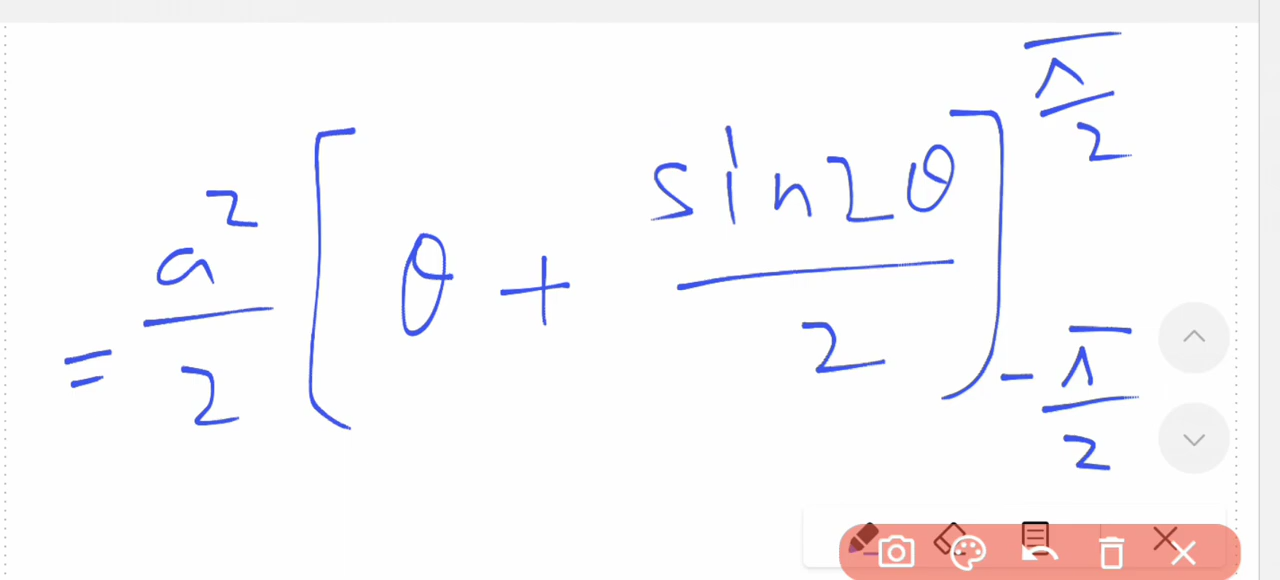 = a²/2 [ θ + sin2θ/2 ]_{-π/2}^{π/2}